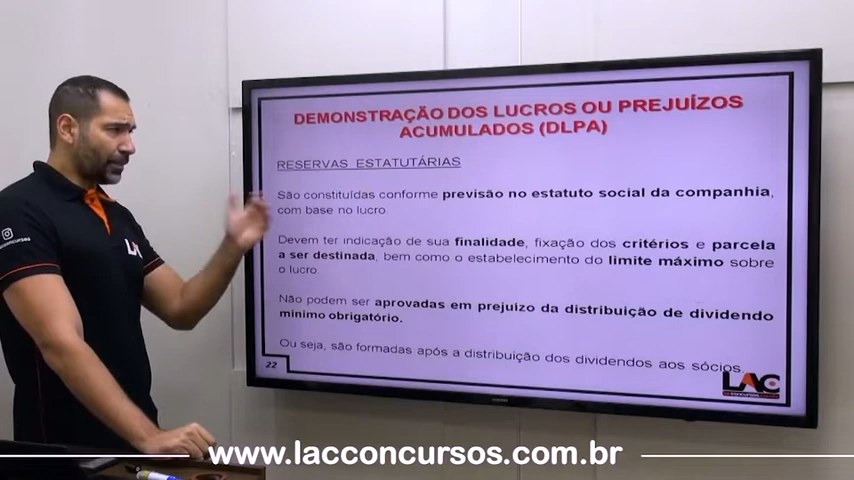 DEMONSTRAÇÃO DOS LUCROS OU PREJUÍZOS
ACUMULADOS (DLPA)
RESERVAS ESTATUTÁRIAS
São constituídas conforme previsão no estatuto social da companhia,
com base no lucro.
Devem ter indicação de sua finalidade, fixação dos critérios e parcela
a ser destinada, bem como o estabelecimento do limite máximo sobre
o lucro.
Não podem ser aprovadas em prejuízo da distribuição de dividendo
mínimo obrigatório.
Ou seja, são formadas após a distribuição dos dividendos aos sócios.
22
LAC
@lacconcursos
www.lacconcursos.com.br